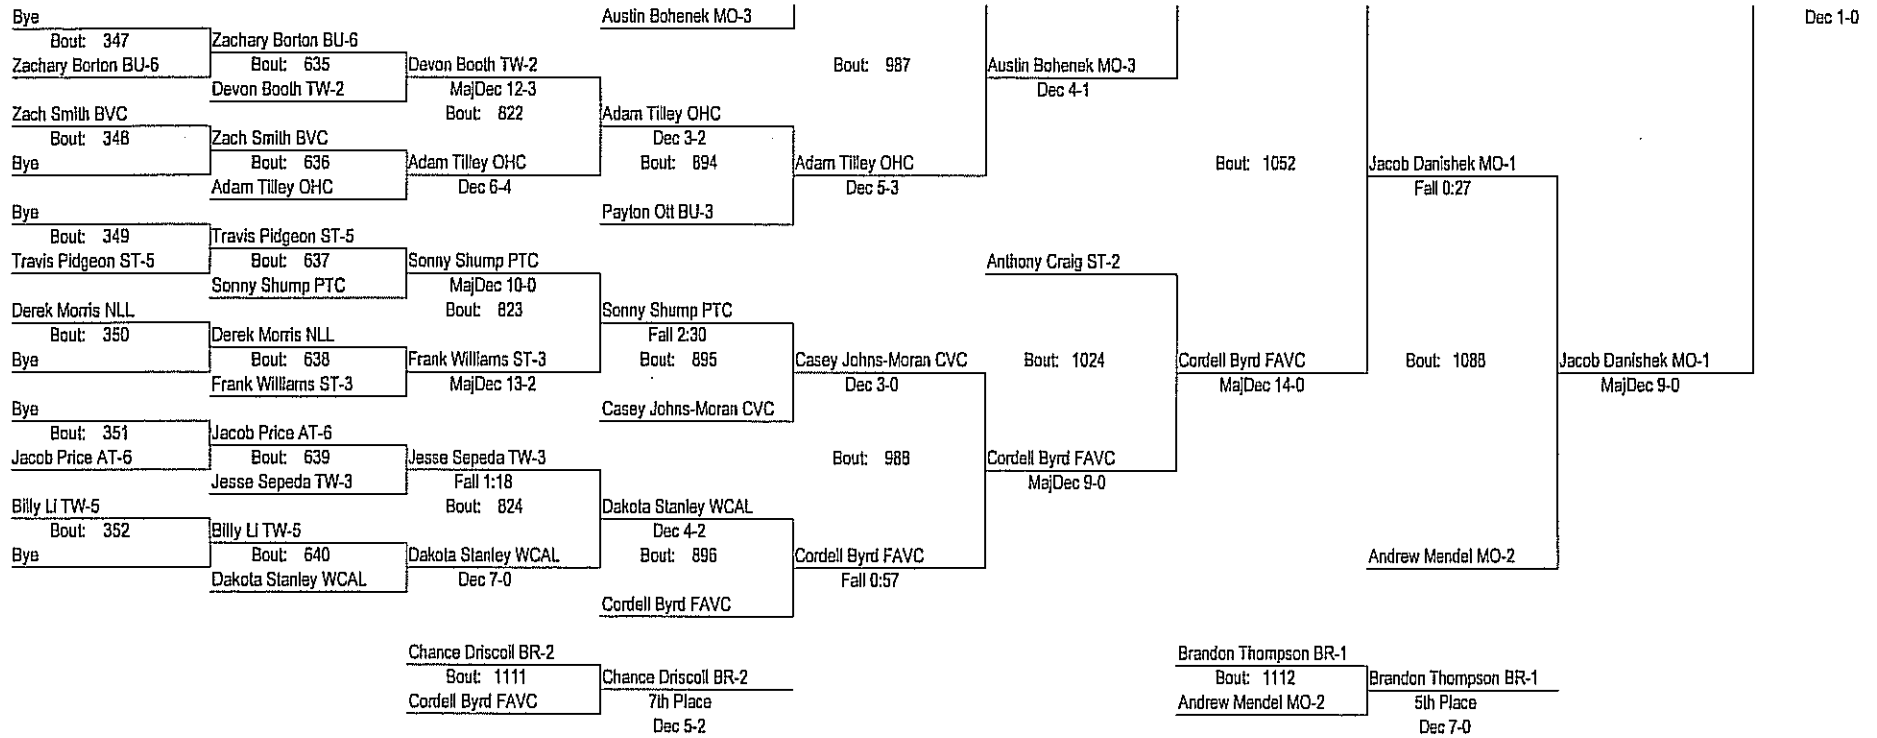 Bye
Bout: 347
Zachary Borton BU-6
Zach Smith BVC
Bout: 348
Bye
Bye
Bout: 349
Travis Pidgeon ST-5
Derek Morris NLL
Bout: 350
Bye
Bye
Bout: 351
Jacob Price AT-6
Billy Li TW-5
Bout: 352
Bye
Zachary Borton BU-6
Bout: 635
Devon Booth TW-2
Zach Smith BVC
Bout: 636
Adam Tilley OHC
Travis Pidgeon ST-5
Bout: 637
Sonny Shump PTC
Derek Morris NLL
Bout: 638
Frank Williams ST-3
Jacob Price AT-6
Bout: 639
Jesse Sepeda TW-3
Billy Li TW-5
Bout: 640
Dakota Stanley WCAL
Devon Booth TW-2
MajDec 12-3
Bout: 822
Adam Tilley OHC
Dec 6-4
Sonny Shump PTC
MajDec 10-0
Bout: 823
Frank Williams ST-3
MajDec 13-2
Jesse Sepeda TW-3
Fall 1:18
Bout: 824
Dakota Stanley WCAL
Dec 7-0
Austin Bohenek MO-3
Adam Tilley OHC
Dec 3-2
Bout: 894
Payton Ott BU-3
Sonny Shump PTC
Fall 2:30
Bout: 895
Casey Johns-Moran CVC
Dakota Stanley WCAL
Dec 4-2
Bout: 896
Cordell Byrd FAVC
Bout: 987
Adam Tilley OHC
Dec 5-3
Casey Johns-Moran CVC
Dec 3-0
Bout: 988
Cordell Byrd FAVC
Fall 0:57
Austin Bohenek MO-3
Dec 4-1
Anthony Craig ST-2
Bout: 1024
Cordell Byrd FAVC
MajDec 9-0
Bout: 1052
Cordell Byrd FAVC
MajDec 14-0
Jacob Danishek MO-1
Fall 0:27
Bout: 1088
Andrew Mendel MO-2
Jacob Danishek MO-1
MajDec 9-0
Dec 1-0
Chance Driscoll BR-2
Bout: 1111
Cordell Byrd FAVC
Chance Driscoll BR-2
7th Place
Dec 5-2
Brandon Thompson BR-1
Bout: 1112
Andrew Mendel MO-2
Brandon Thompson BR-1
5th Place
Dec 7-0